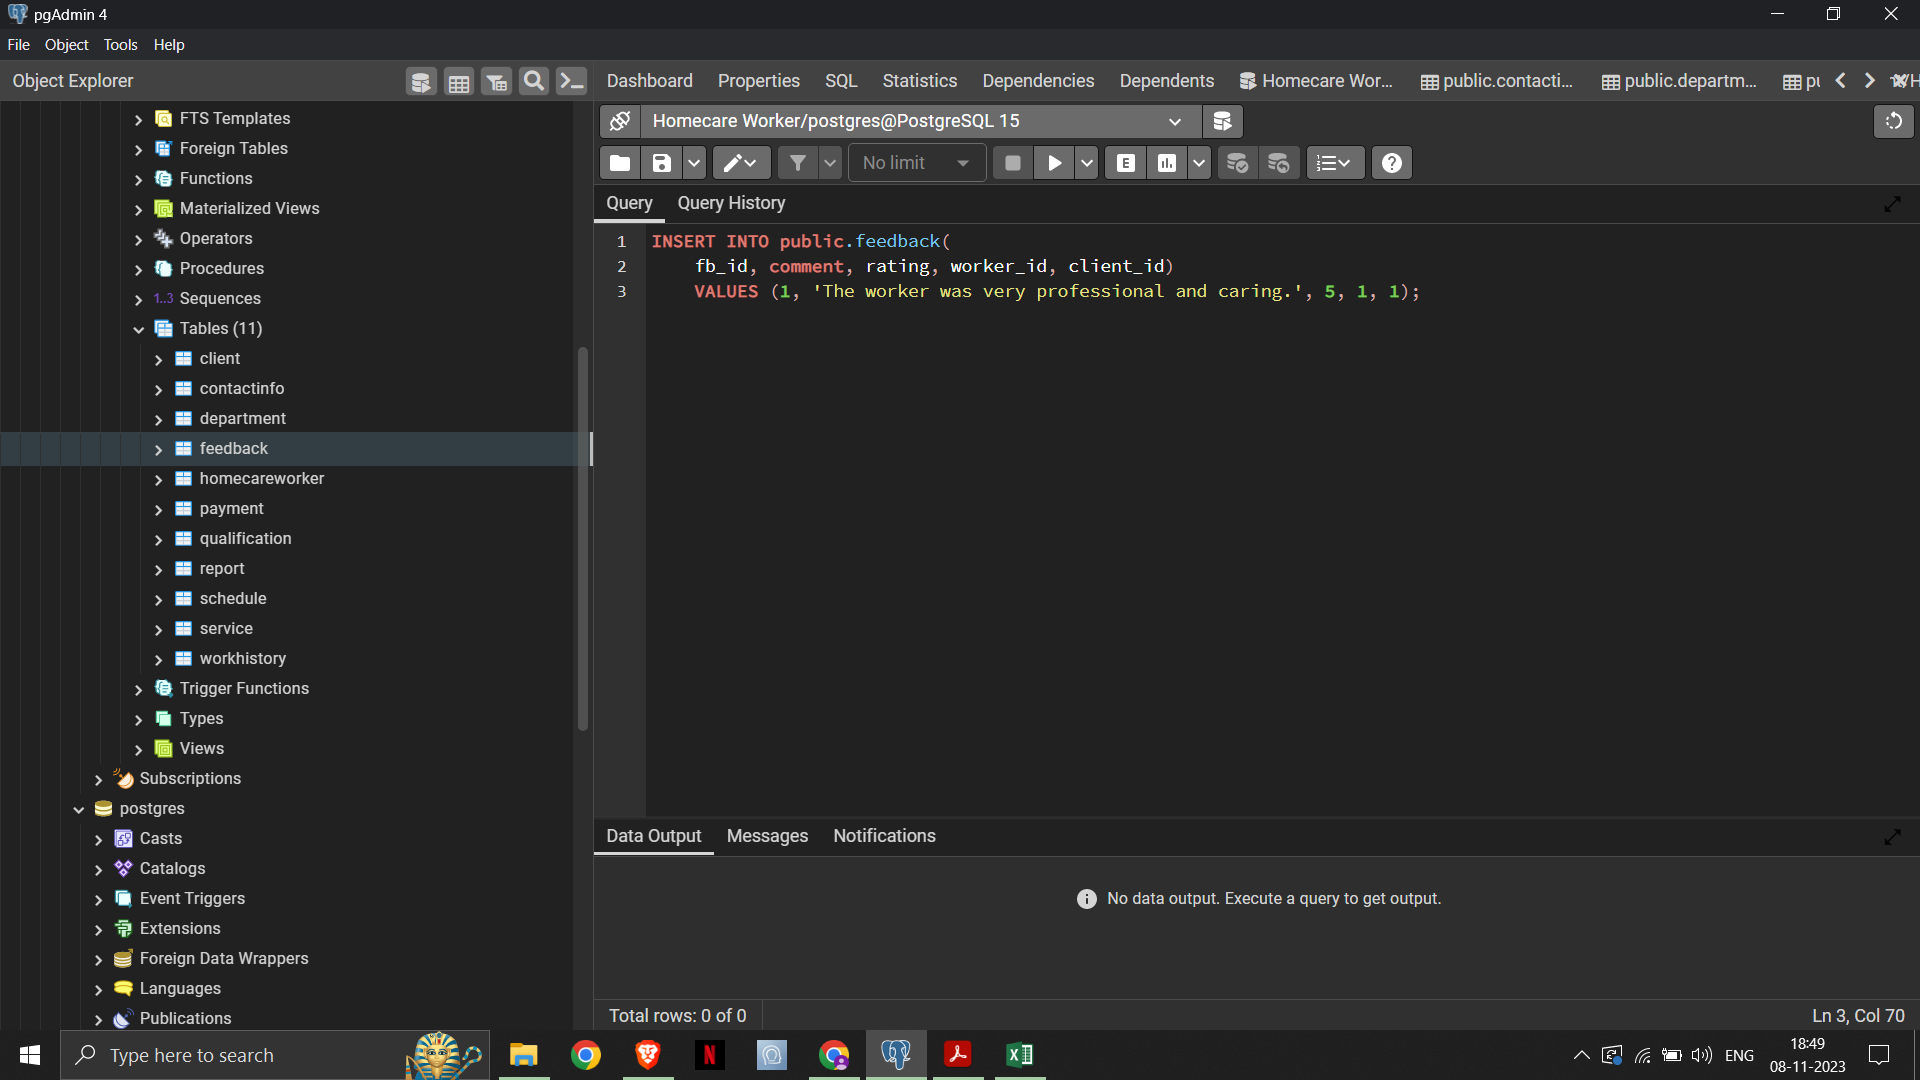 pgAdmin 4
File Object Tools Help
Object Explorer
Dashboard Properties SQL Statistics Dependencies Dependents Homecare Wor... public.contacti... public.departm...
FTS Templates
Foreign Tables
Functions
Materialized Views
Operators
Procedures
1..3 Sequences
Tables (11)
client
contactinfo
department
feedback
homecareworker
payment
qualification
report
schedule
service
workhistory
Trigger Functions
Types
Views
Subscriptions
postgres
Casts
Catalogs
Event Triggers
Extensions
Foreign Data Wrappers
Languages
Publications
Homecare Worker/postgres@PostgreSQL 15
No limit
E
Query Query History
1 INSERT INTO public.feedback(
2 fb_id, comment, rating, worker_id, client_id)
3 VALUES (1, 'The worker was very professional and caring.', 5, 1, 1);
Data Output Messages Notifications
No data output. Execute a query to get output.
Total rows: 0 of 0
Ln 3, Col 70
Type here to search
ENG
18:49
08-11-2023